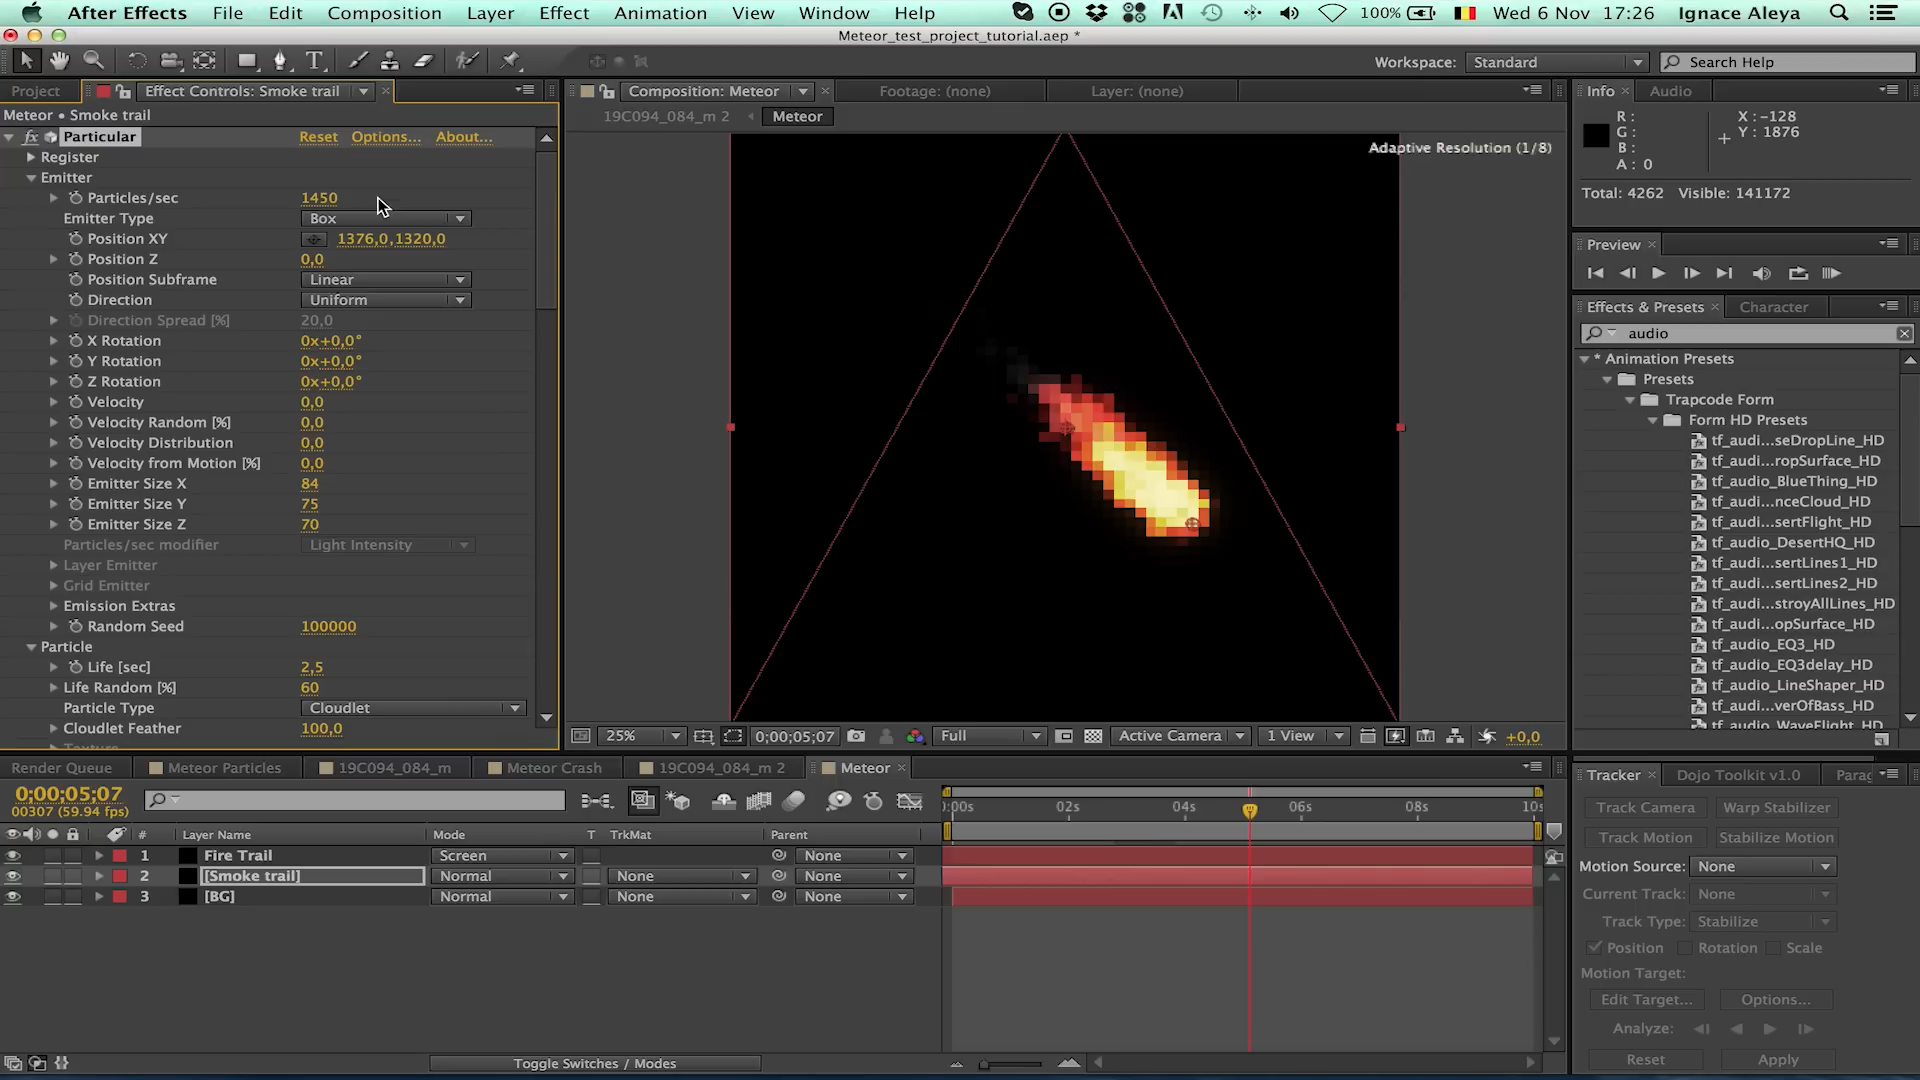 After Effects File Edit Composition Layer Effect Animation View Window Help 100% Wed 6 Nov 17:26 Ignace Aleya
Meteor_test_project_tutorial.aep *
Workspace: Standard Search Help
Project Effect Controls: Smoke trail
Meteor • Smoke trail
fx Particular Reset Options... About...
Register
Emitter
Particles/sec 1450
Emitter Type Box
Position XY 1376,0,1320,0
Position Z 0,0
Position Subframe Linear
Direction Uniform
Direction Spread [%] 20,0
X Rotation 0x+0,0°
Y Rotation 0x+0,0°
Z Rotation 0x+0,0°
Velocity 0,0
Velocity Random [%] 0,0
Velocity Distribution 0,0
Velocity from Motion [%] 0,0
Emitter Size X 84
Emitter Size Y 75
Emitter Size Z 70
Particles/sec modifier Light Intensity
Layer Emitter
Grid Emitter
Emission Extras
Random Seed 100000
Particle
Life [sec] 2,5
Life Random [%] 60
Particle Type Cloudlet
Cloudlet Feather 100,0
Composition: Meteor Footage: (none) Layer: (none)
19C094_084_m 2 Meteor
Adaptive Resolution (1/8)
25% 0;00;05;07 Full Active Camera 1 View +0,0
Info Audio
R: X : -128
G: Y : 1876
B:
A: 0
Total: 4262 Visible: 141172
Preview
Effects & Presets Character
audio
* Animation Presets
Presets
Trapcode Form
Form HD Presets
tf_audi...seDropLine_HD
tf_audi...ropSurface_HD
tf_audio_BlueThing_HD
tf_audi...nceCloud_HD
tf_audi...sertFlight_HD
tf_audio_DesertHQ_HD
tf_audi...sertLines1_HD
tf_audi...sertLines2_HD
tf_audi...stroyAllLines_HD
tf_audi...opSurface_HD
tf_audio_EQ3_HD
tf_audio_EQ3delay_HD
tf_audio_LineShaper_HD
tf_audi...verOfBass_HD
tf_audio_WaveFlight_HD
Render Queue Meteor Particles 19C094_084_m Meteor Crash 19C094_084_m 2 Meteor
0;00;05;07
00307 (59.94 fps)
):00s 02s 04s 06s 08s 10s
# Layer Name Mode T TrkMat Parent
1 Fire Trail Screen None
2 [Smoke trail] Normal None None
3 [BG] Normal None None
Toggle Switches / Modes
Tracker Dojo Toolkit v1.0 Parag
Track Camera Warp Stabilizer
Track Motion Stabilize Motion
Motion Source: None
Current Track: None
Track Type: Stabilize
Position Rotation Scale
Motion Target:
Edit Target... Options...
Analyze:
Reset Apply